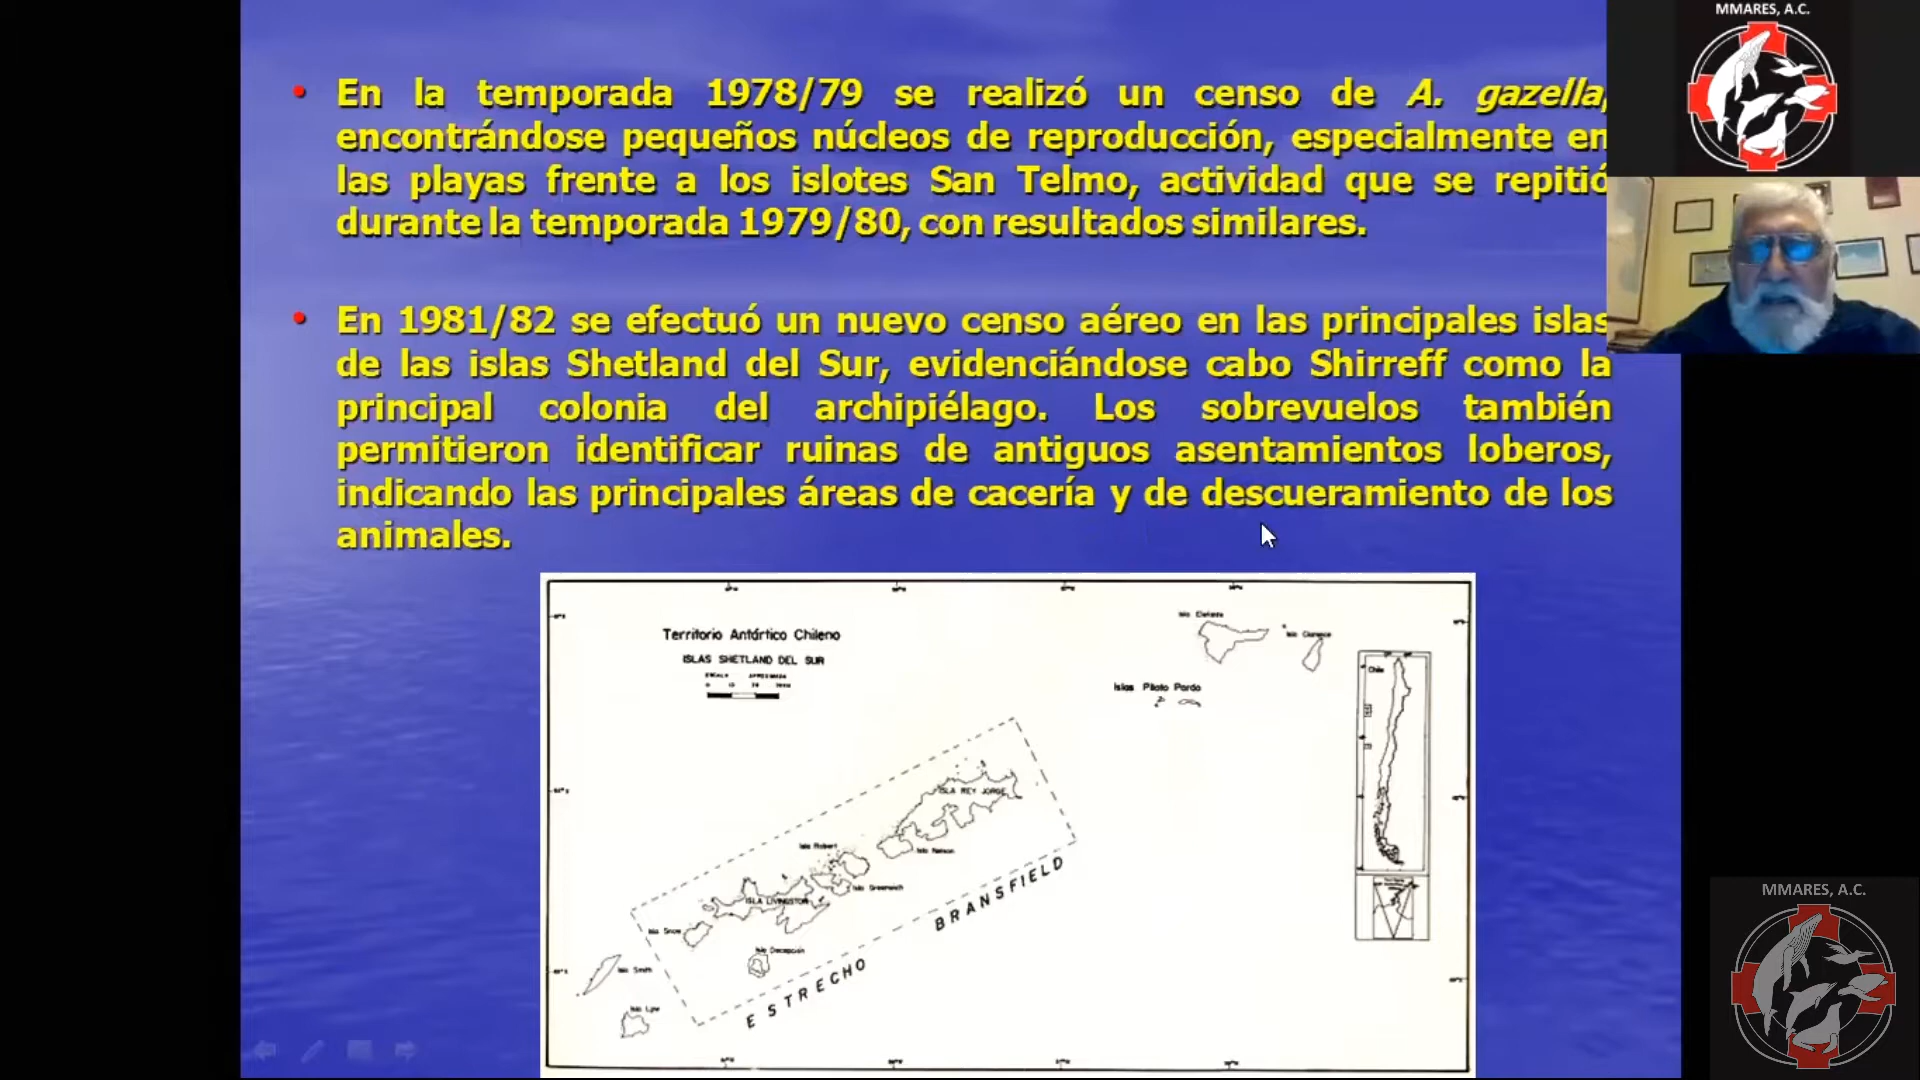 MMARES, A.C.
• En la temporada 1978/79 se realizó un censo de A. gazella,
encontrándose pequeños núcleos de reproducción, especialmente en
las playas frente a los islotes San Telmo, actividad que se repitió
durante la temporada 1979/80, con resultados similares.
• En 1981/82 se efectuó un nuevo censo aéreo en las principales islas
de las islas Shetland del Sur, evidenciándose cabo Shirreff como la
principal colonia del archipiélago. Los sobrevuelos también
permitieron identificar ruinas de antiguos asentamientos loberos,
indicando las principales áreas de cacería y de descueramiento de los
animales.
Territorio Antártico Chileno
ISLAS SHETLAND DEL SUR
Isla Elefante
Isla Clarence
Islas Piloto Pardo
Chile
ISLA REY JORGE
Isla Nelson
Isla Robert
Isla Greenwich
ISLA LIVINGSTON
Isla Snow
Isla Decepción
Isla Smith
Isla Low
ESTRECHO BRANSFIELD
MMARES, A.C.